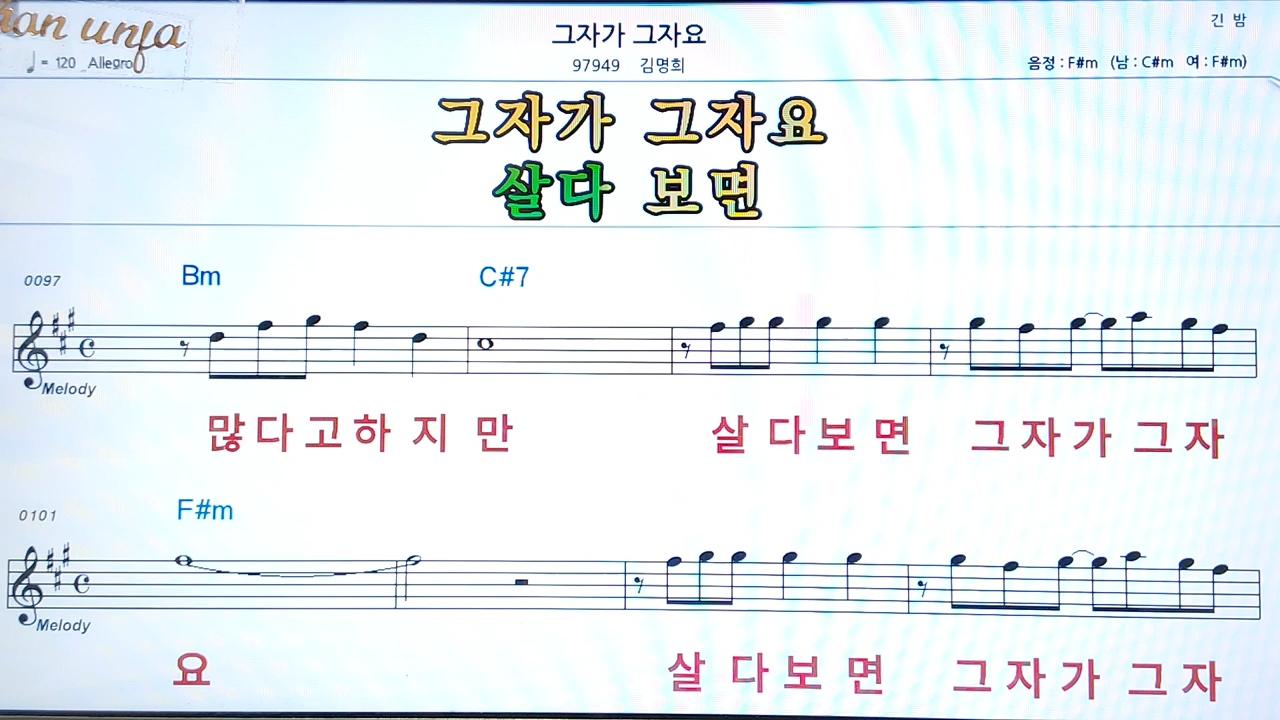 han unja
긴 밤
그자가 그자요
♩ = 120 Allegro
97949 김명희
음정 : F#m (남 : C#m 여 : F#m)
그자가 그자요
살다 보면
0097
Bm C#7
Melody
많다고하지만 살다보면 그자가그자
0101
F#m
Melody
요 살다보면 그자가그자